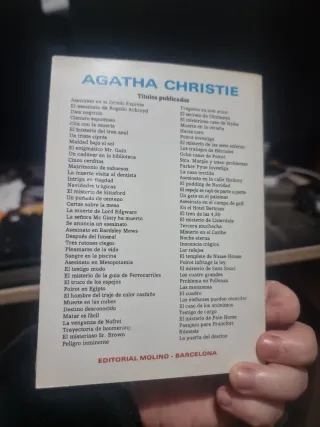 AGATHA CHRISTIE
Títulos publicados
Asesinato en el Orient Express
El asesinato de Rogelio Ackroyd
Diez negritos
Cianuro espumoso
Cita con la muerte
El misterio del tren azul
Un triste ciprés
Maldad bajo el sol
El enigmático Mr. Quin
Un cadáver en la biblioteca
Cinco cerditos
Matrimonio de sabuesos
La muerte visita al dentista
Intriga en Bagdad
Navidades trágicas
El misterio de Sittaford
Un puñado de centeno
Cartas sobre la mesa
La muerte de Lord Edgware
La señora Mc Ginty ha muerto
Se anuncia un asesinato
Asesinato en Bardsley Mews
Después del funeral
Tres ratones ciegos
Pleamares de la vida
Sangre en la piscina
Asesinato en Mesopotamia
El testigo mudo
El misterio de la guía de Ferrocarriles
El truco de los espejos
Poirot en Egipto
El hombre del traje de color castaño
Muerte en las nubes
Destino desconocido
Matar es fácil
La venganza de Nofret
Trayectoria de boomerang
El misterioso Sr. Brown
Peligro inminente
Tragedia en tres actos
El secreto de Chimneys
El misterioso caso de Styles
Muerte en la vicaría
Poirot investiga
El misterio de las siete esferas
Los trabajos de Hércules
Ocho casos de Poirot
Srta. Marple y trece problemas
Parker Pyne investiga
La casa torcida
Asesinato en la calle Hickory
El pudding de Navidad
El espejo se rajó de parte a parte
Un gato en el palomar
Asesinato en el campo de golf
En el Hotel Bertram
El tren de las 4,50
El misterio de Listerdale
Tercera muchacha
Misterio en el Caribe
Noche eterna
Inocencia trágica
Los relojes
El templete de Nasse House
Poirot infringe la ley
El misterio de Sans Souci
Los cuatro grandes
Problema en Pollensa
Las manzanas
El cuadro
Los elefantes pueden recordar
El caso de los anónimos
Testigo de cargo
El misterio de Pale Horse
Pasajero para Frankfurt
Némesis
La puerta del destino
EDITORIAL MOLINO - BARCELONA